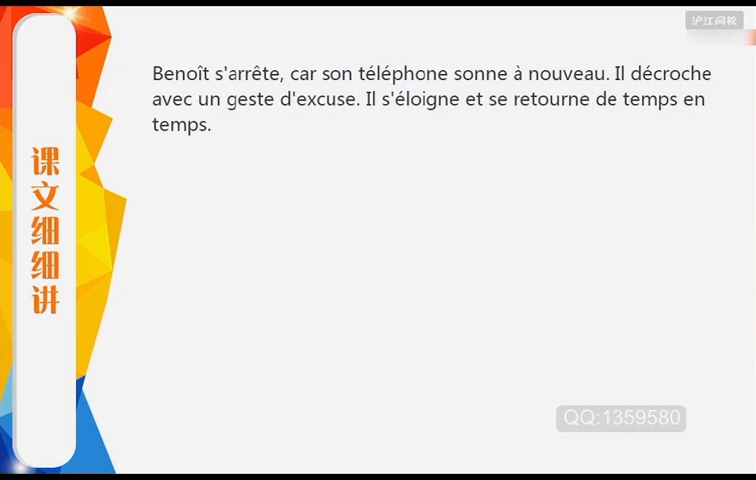 沪江网校
Benoît s'arrête, car son téléphone sonne à nouveau. Il décroche
avec un geste d'excuse. Il s'éloigne et se retourne de temps en
temps.
课文细细讲
QQ:1359580